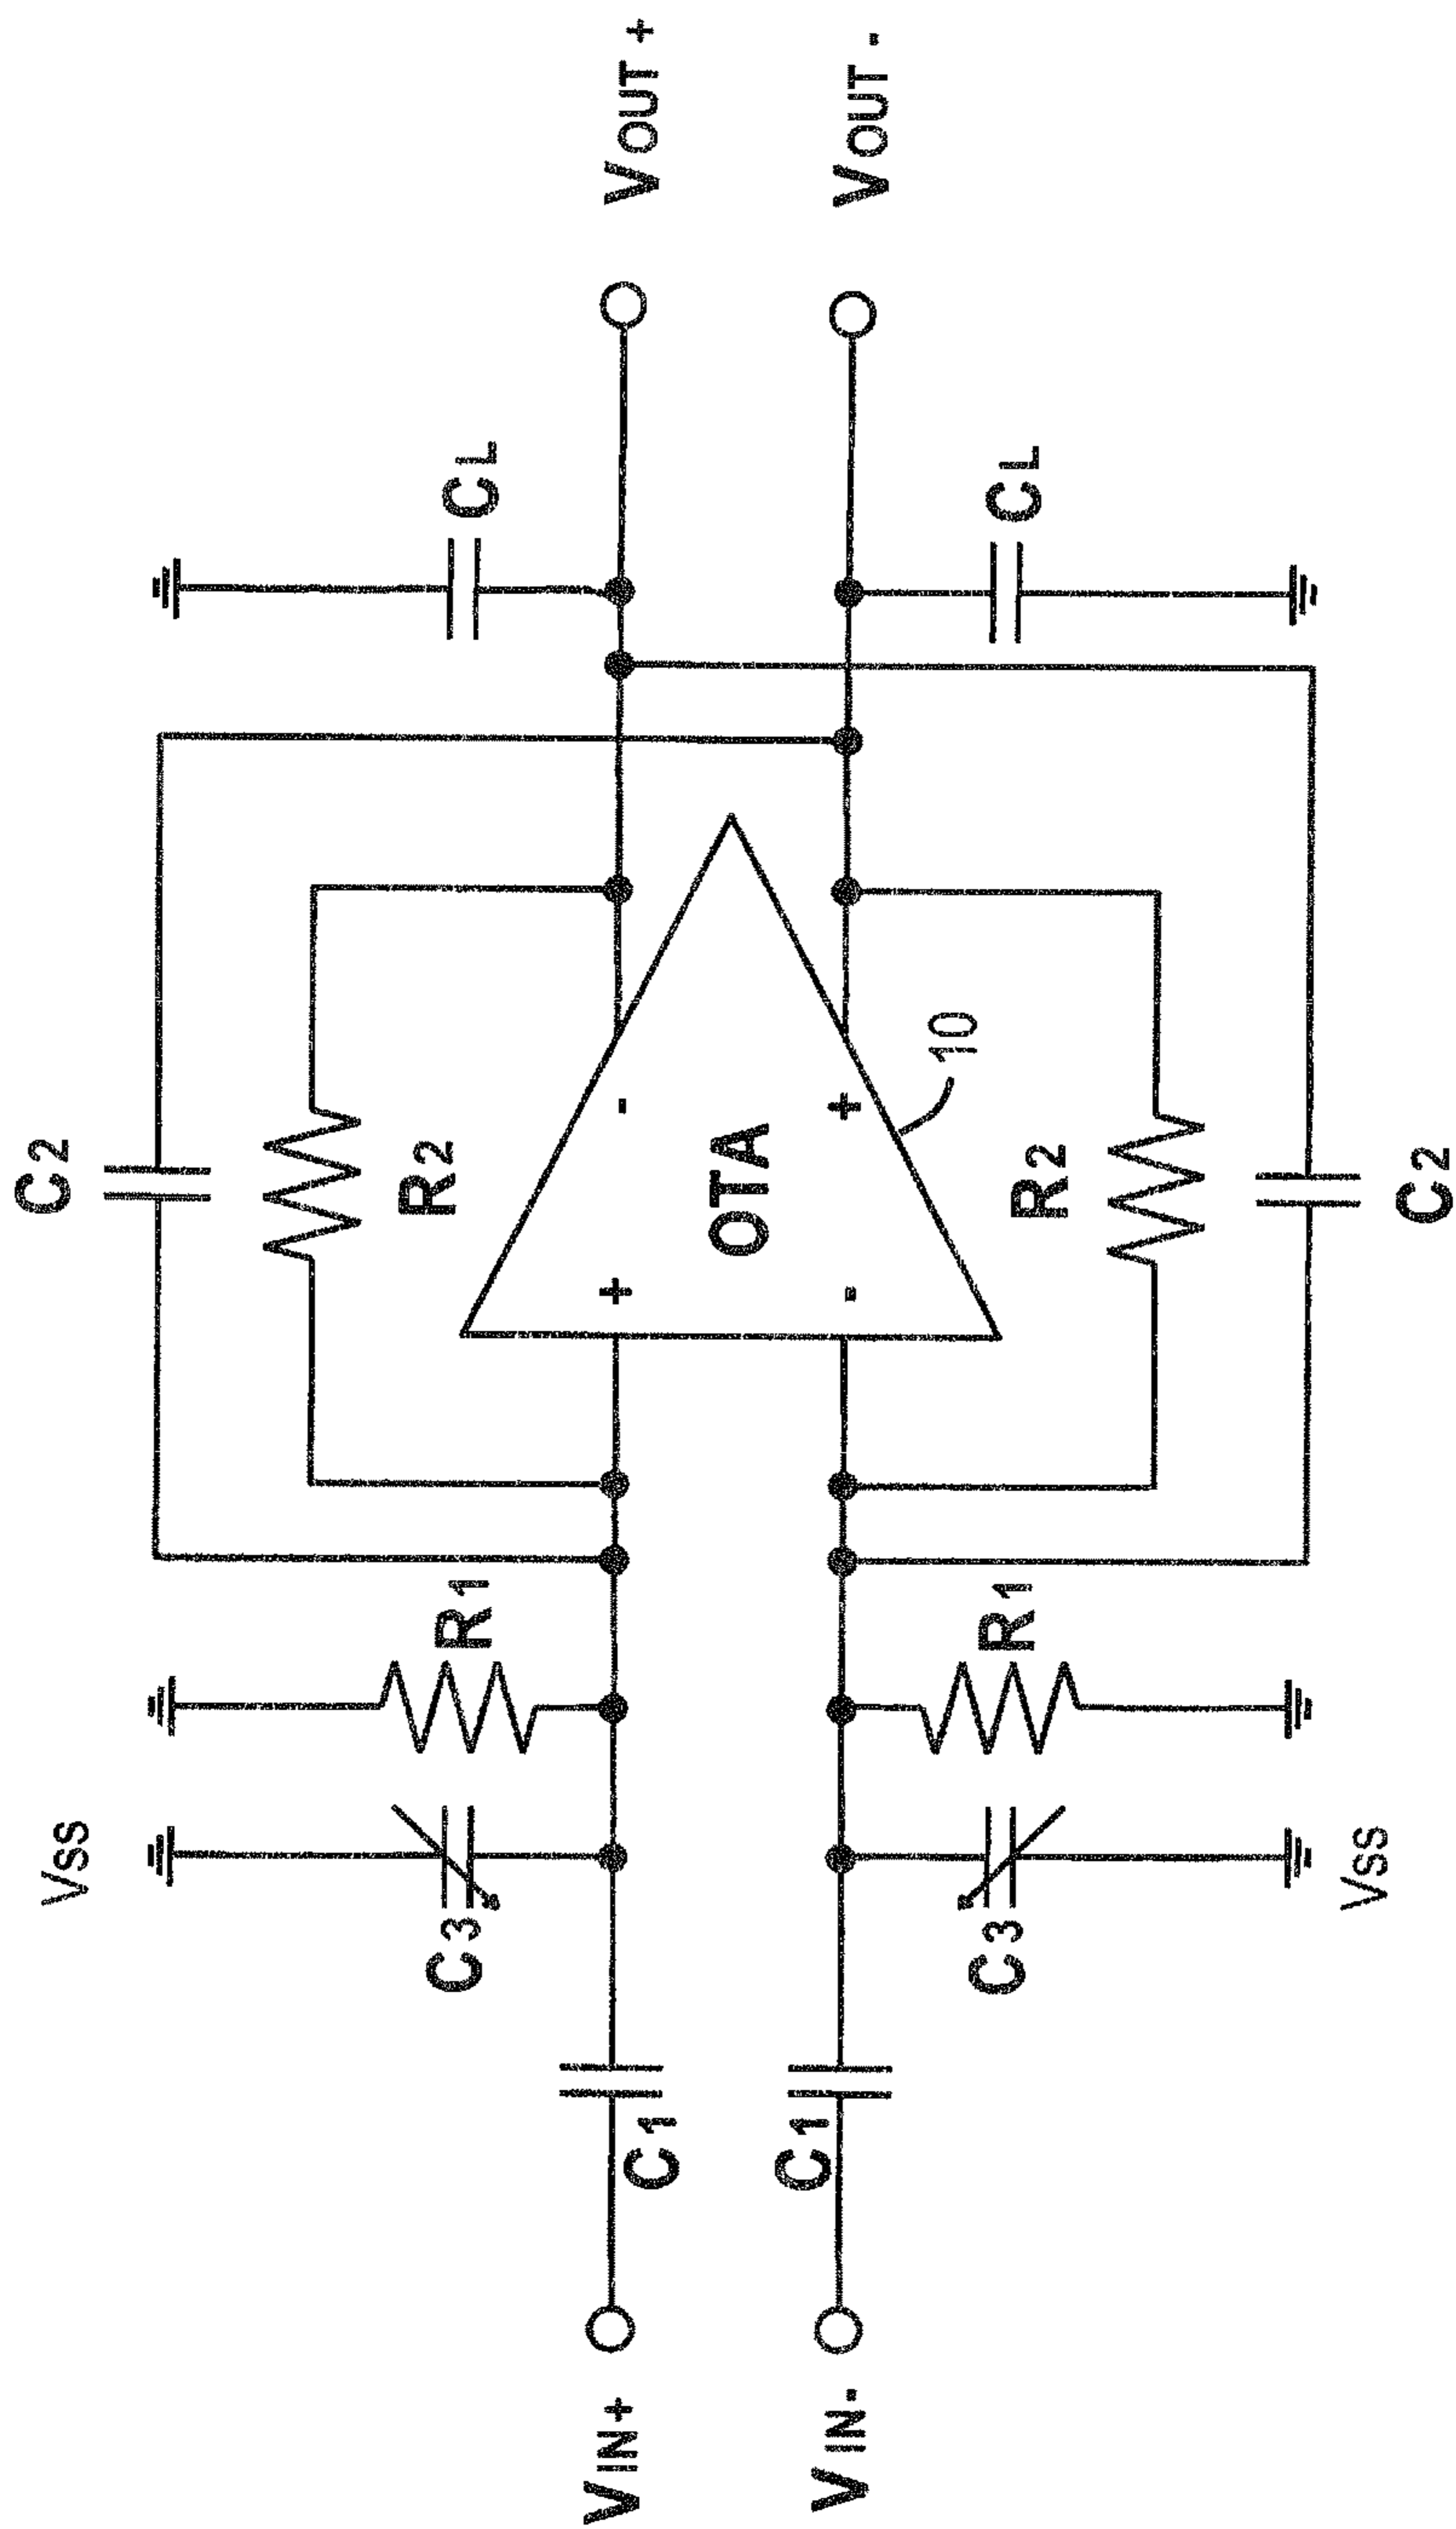 C2
VSS
R2
R1
CL
C3
VIN+
C1
+
-
VOUT+
OTA
VIN-
C1
-
+
VOUT-
10
C3
R1
R2
CL
VSS
C2